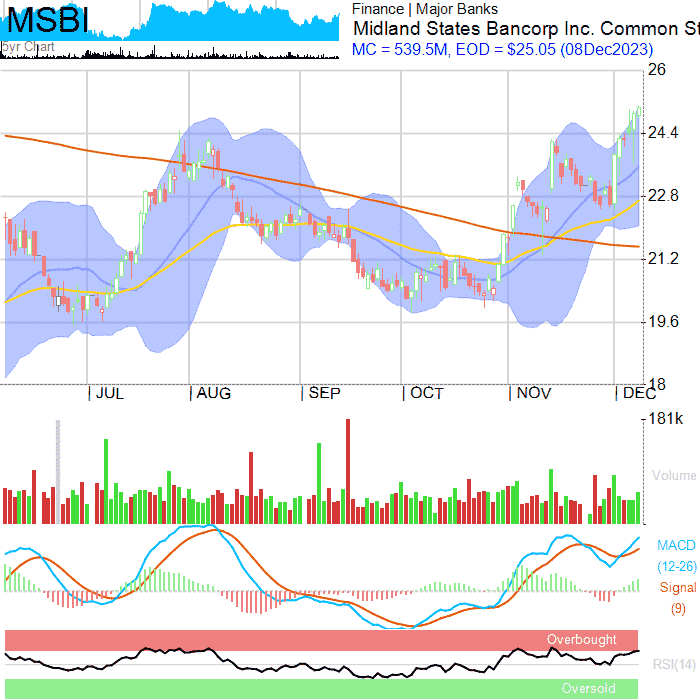 MSBI
5yr Chart
Finance | Major Banks
Midland States Bancorp Inc. Common St
MC = 539.5M, EOD = $25.05 (08Dec2023)
26
24.4
22.8
21.2
19.6
18
JUL AUG SEP OCT NOV DEC
181k
Volume
MACD
(12-26)
Signal
(9)
Overbought
RSI(14)
Oversold